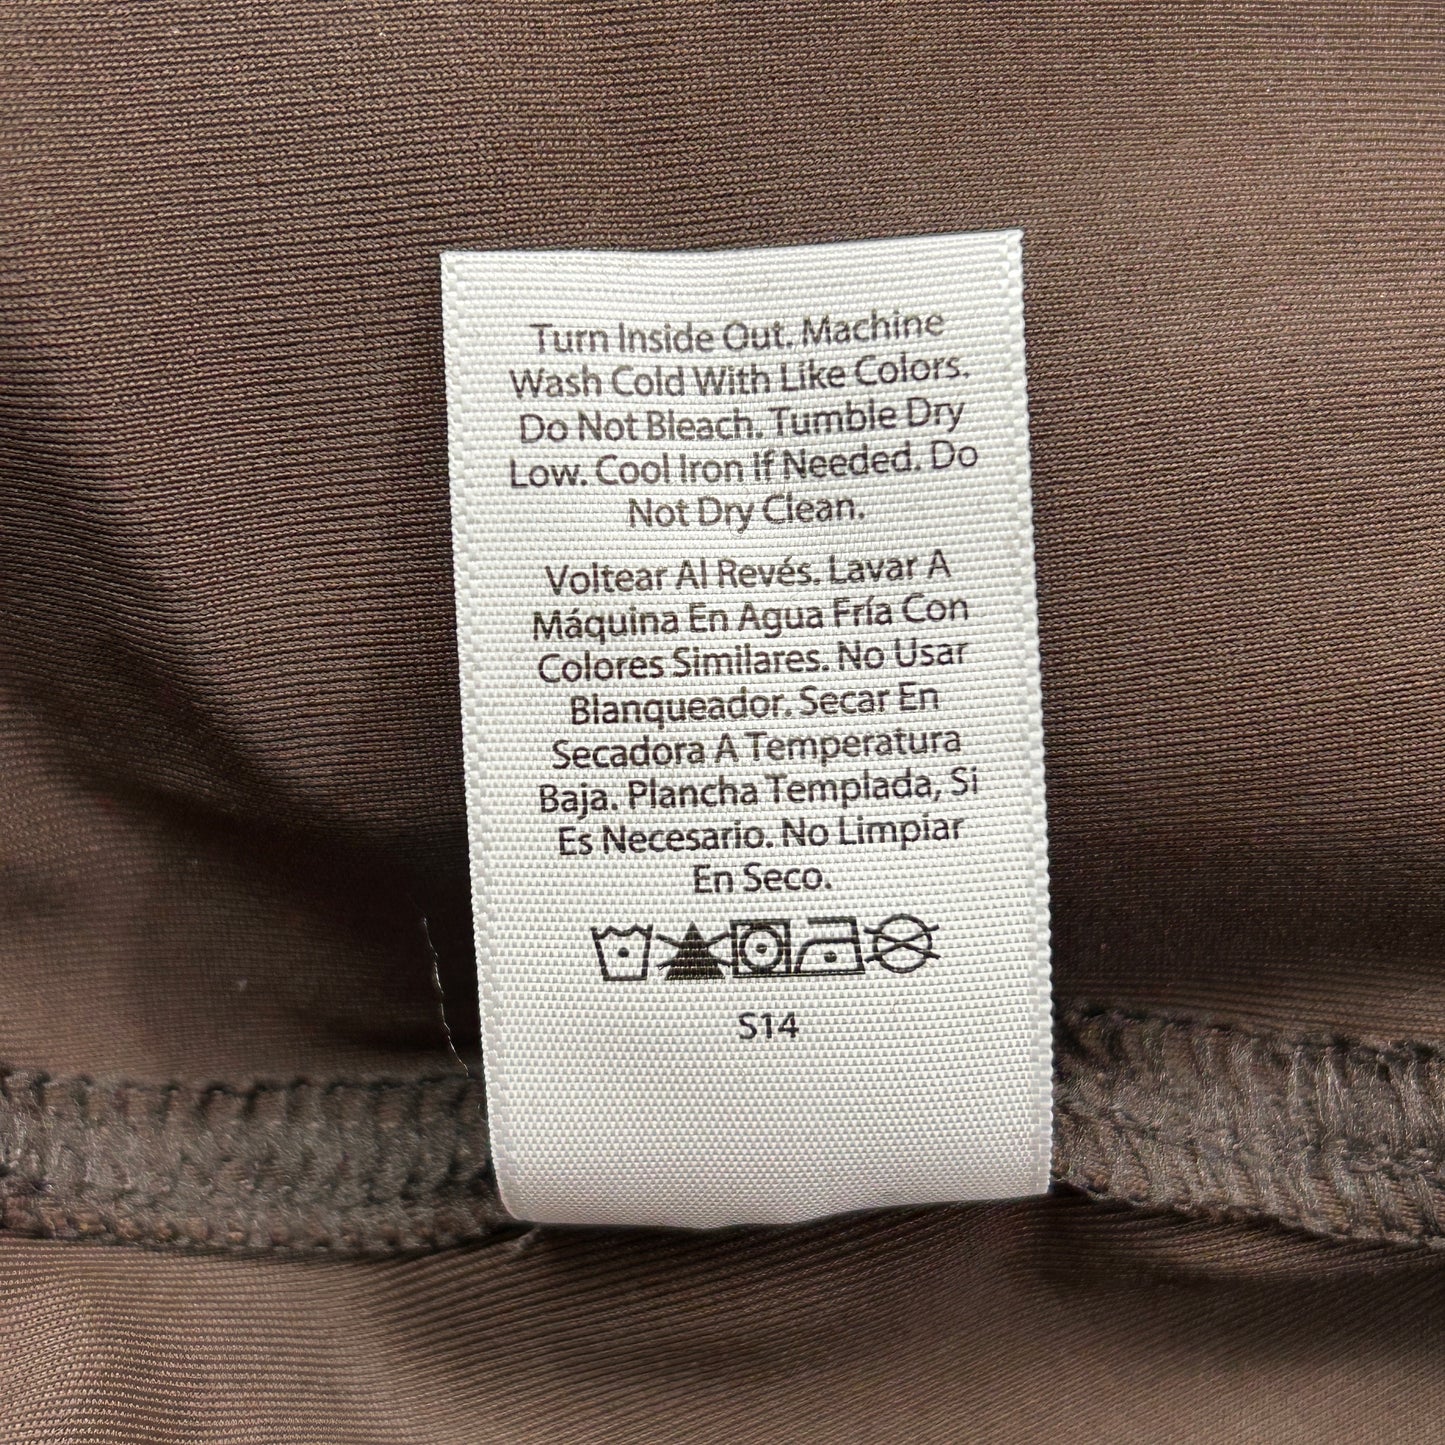 Turn Inside Out. Machine
Wash Cold With Like Colors.
Do Not Bleach. Tumble Dry
Low. Cool Iron If Needed. Do
Not Dry Clean.
Voltear Al Revés. Lavar A
Máquina En Agua Fría Con
Colores Similares. No Usar
Blanqueador. Secar En
Secadora A Temperatura
Baja. Plancha Templada, Si
Es Necesario. No Limpiar
En Seco.
S14